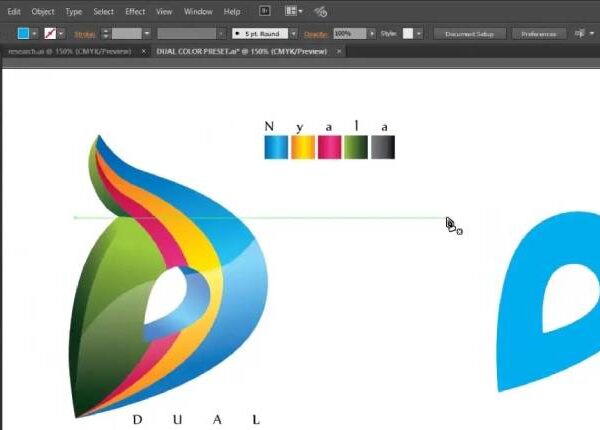 Edit Object Type Select Effect View Window Help Br
Stroke: 5 pt. Round Opacity: 100% Style: Document Setup Preferences
research.ai @ 150% (CMYK/Preview) × DUAL COLOR PRESET.ai* @ 150% (CMYK/Preview) ×
N y a l a
D U A L